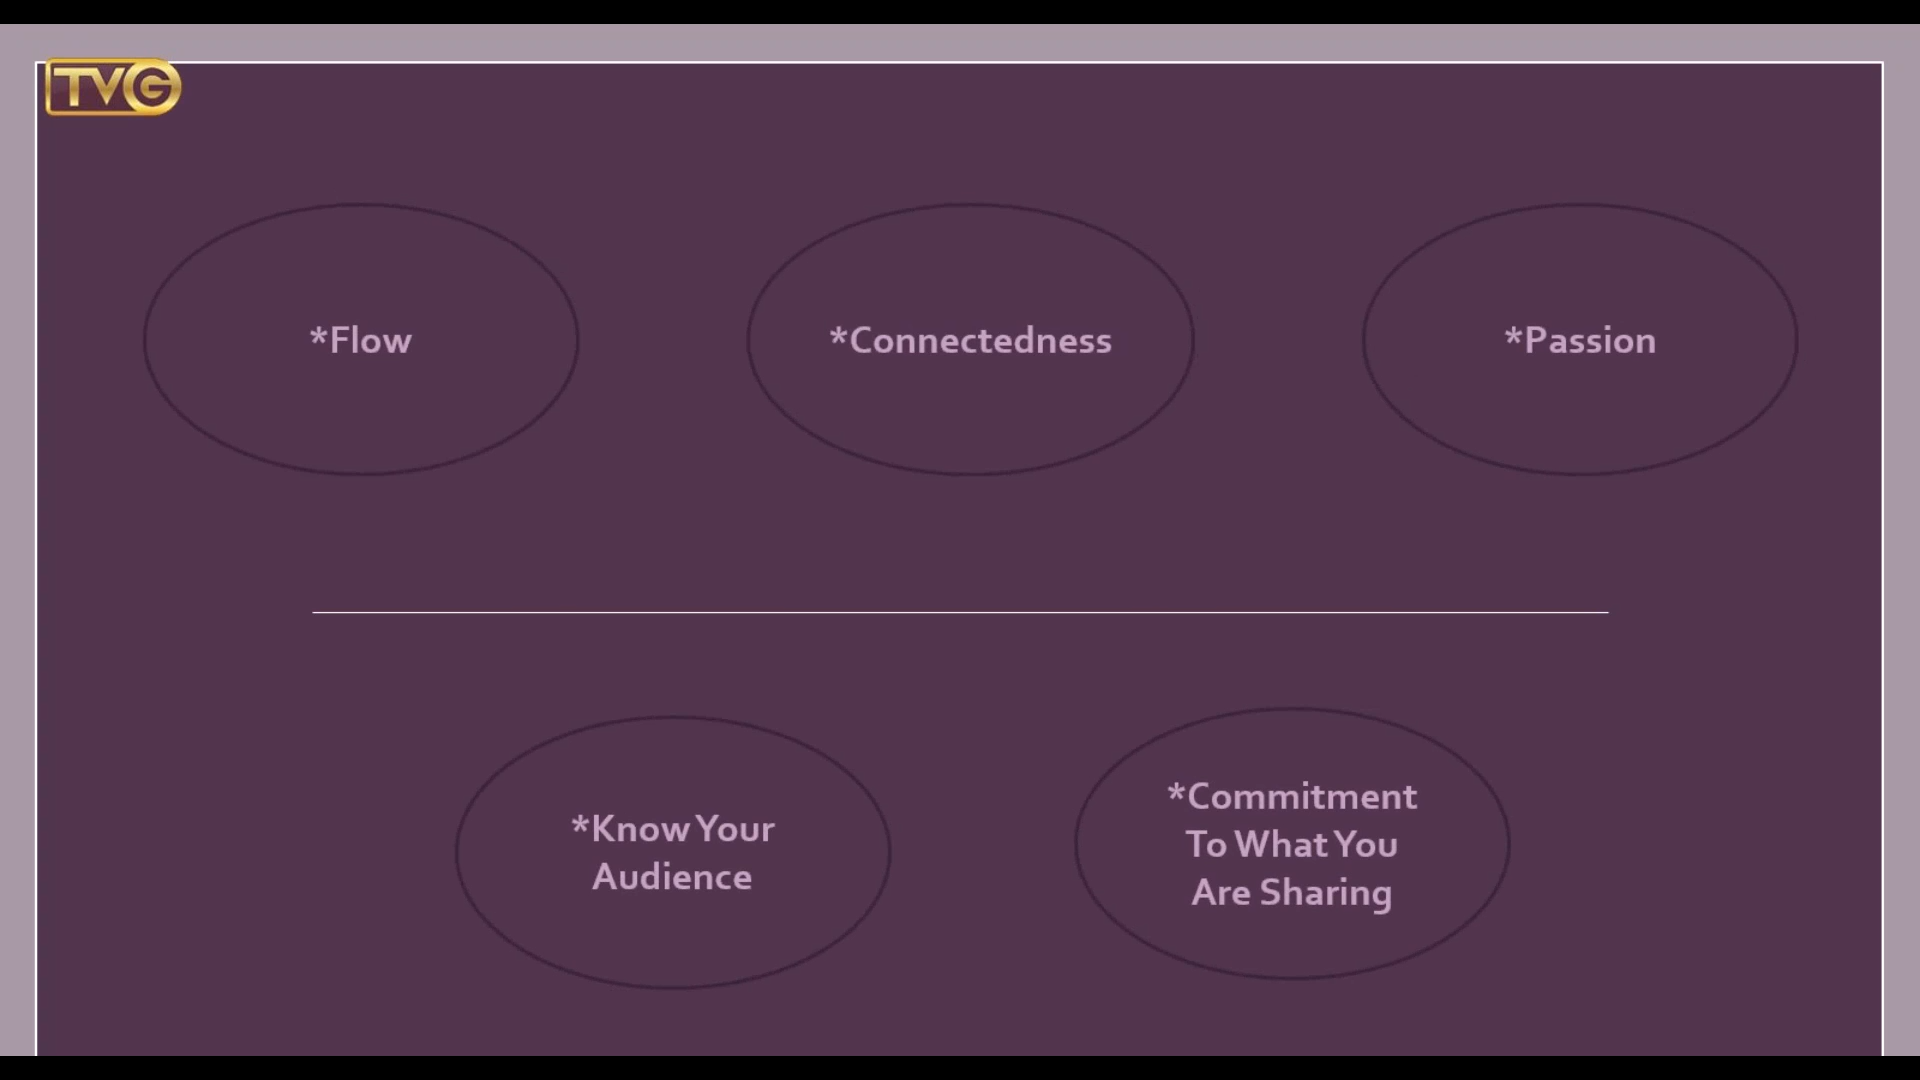 TVG
*Flow
*Connectedness
*Passion
*Know Your
Audience
*Commitment
To What You
Are Sharing